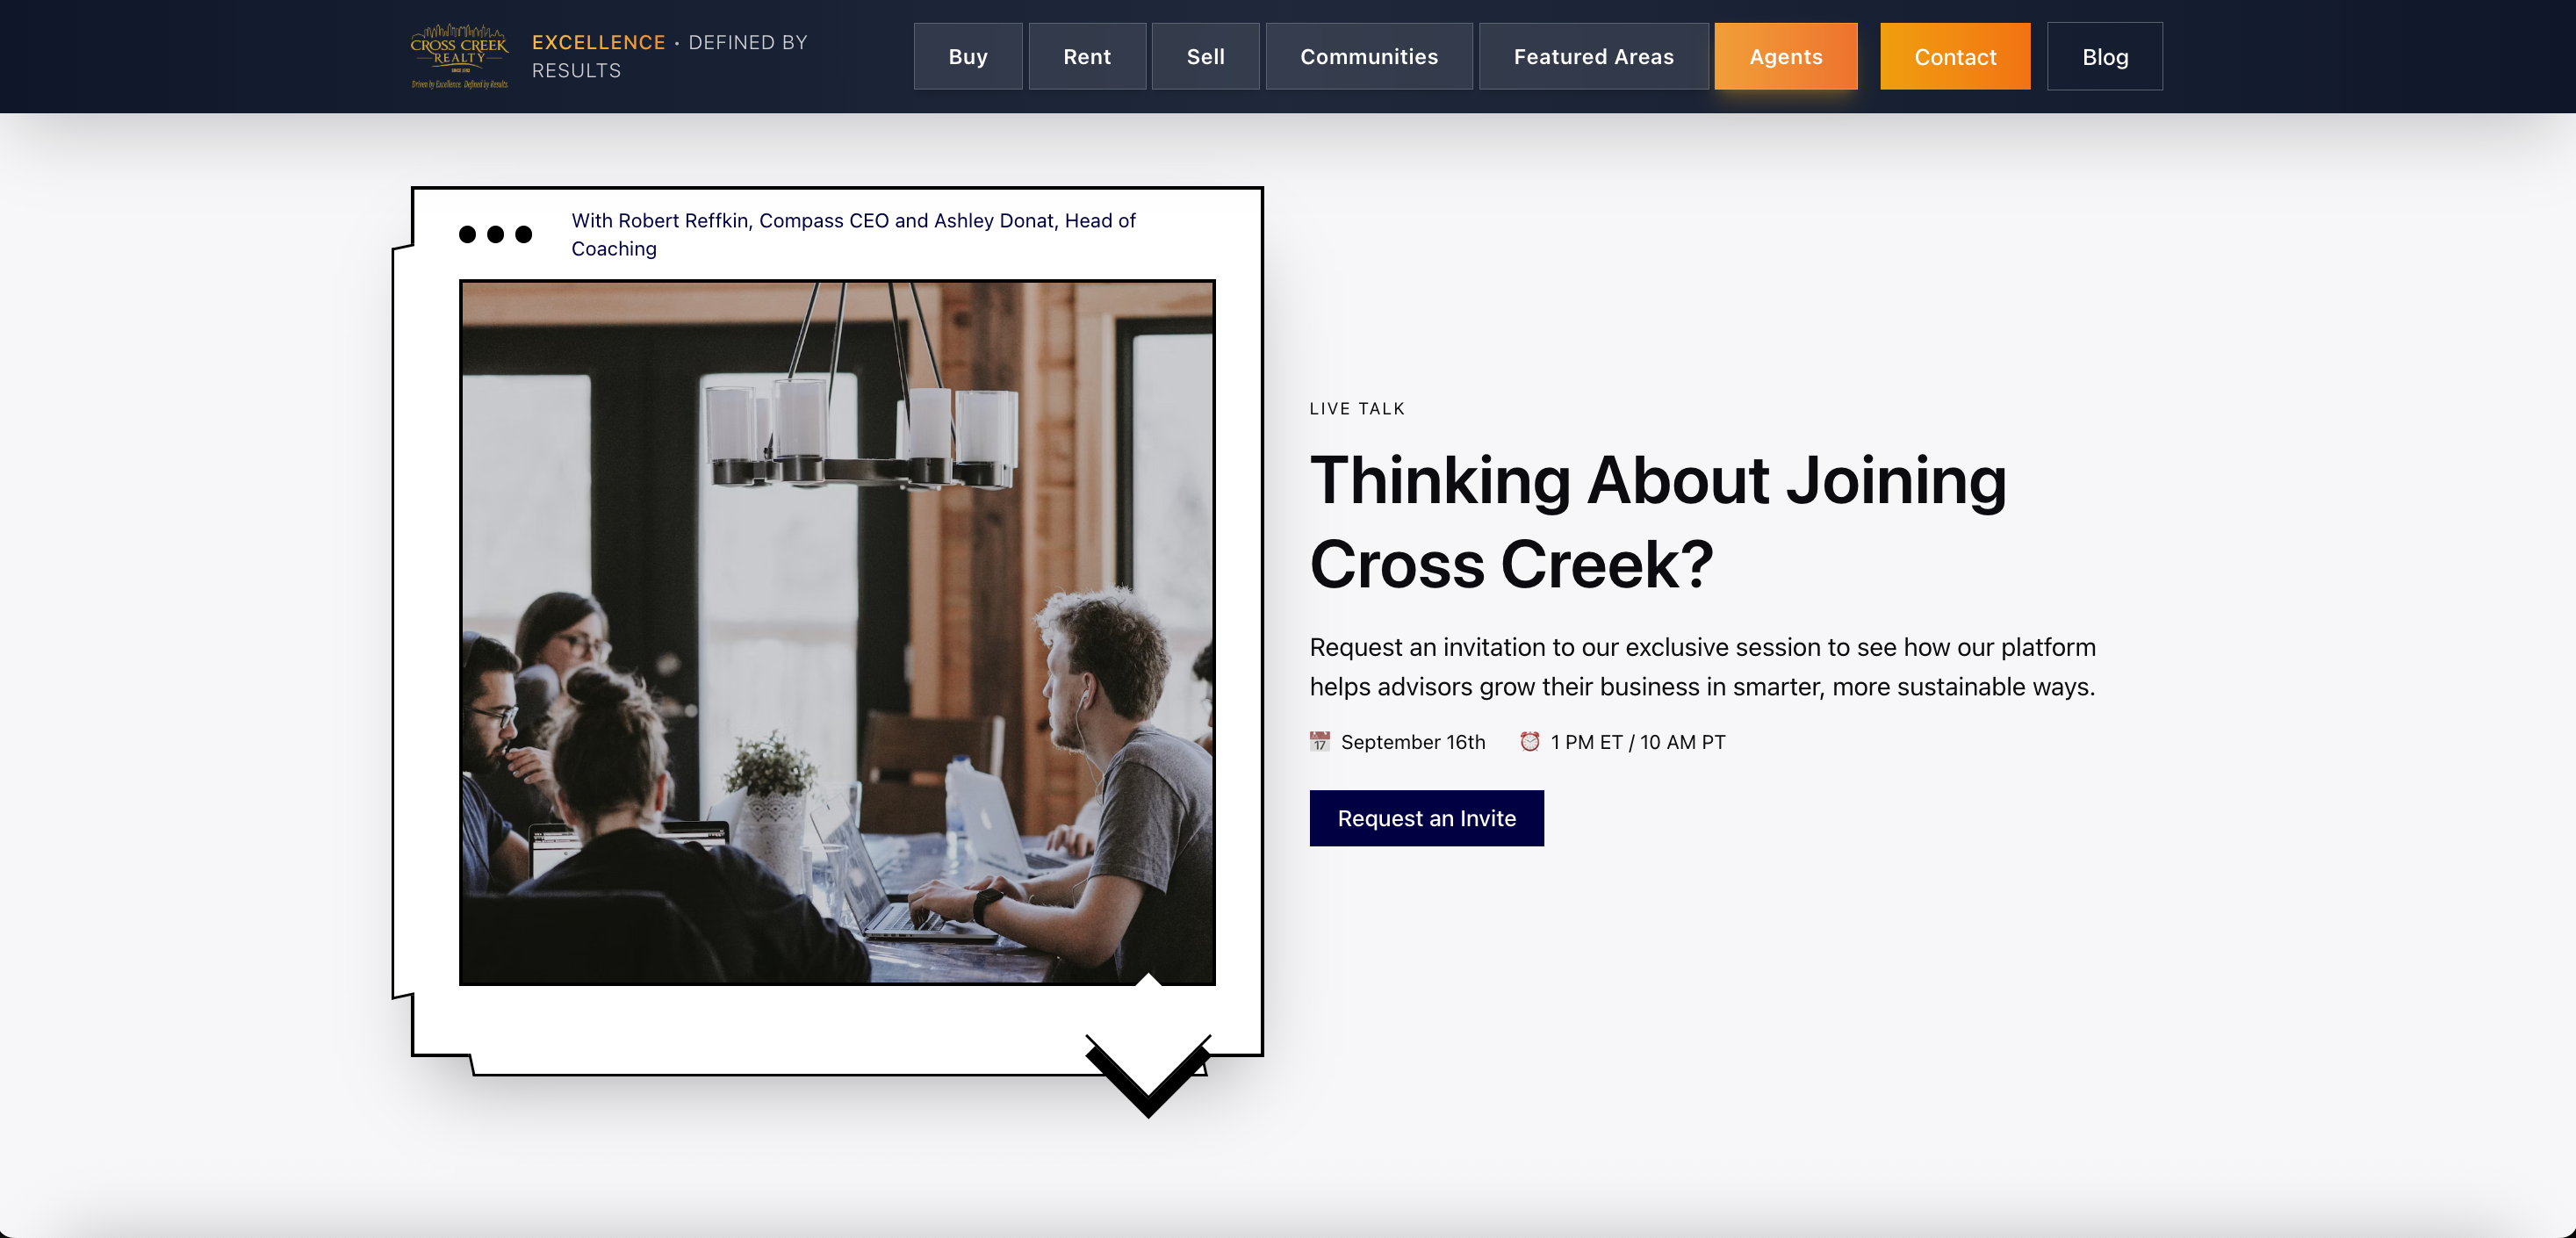 CROSS CREEK
REALTY
SINCE 1983
Driven by Excellence. Defined by Results.
EXCELLENCE • DEFINED BY
RESULTS
Buy
Rent
Sell
Communities
Featured Areas
Agents
Contact
Blog
With Robert Reffkin, Compass CEO and Ashley Donat, Head of
Coaching
LIVE TALK
Thinking About Joining
Cross Creek?
Request an invitation to our exclusive session to see how our platform
helps advisors grow their business in smarter, more sustainable ways.
17 September 16th ⏰ 1 PM ET / 10 AM PT
Request an Invite